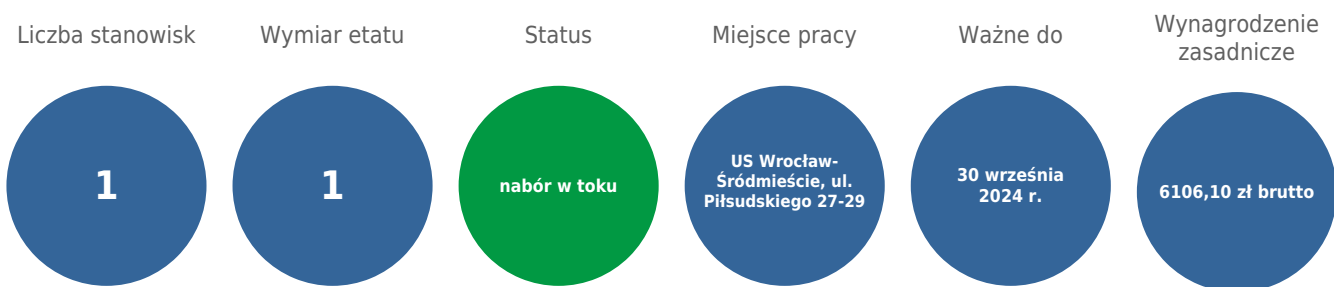 Liczba stanowisk
Wymiar etatu
Status
Miejsce pracy
Ważne do
Wynagrodzenie
zasadnicze
1
1
nabór w toku
US Wrocław-
Śródmieście, ul.
Piłsudskiego 27-29
30 września
2024 r.
6106,10 zł brutto